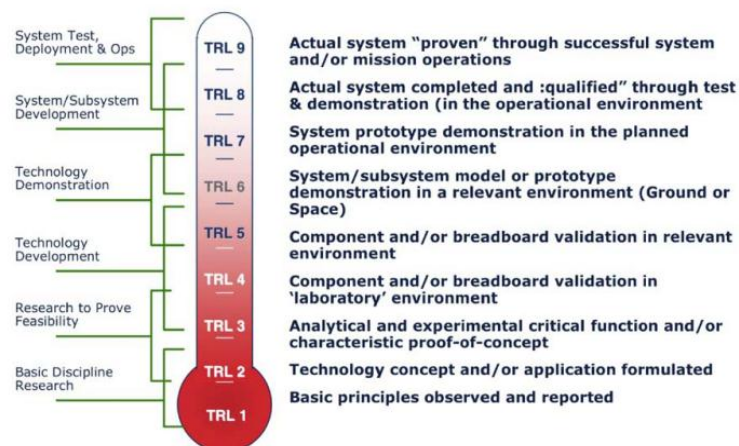 System Test,
Deployment & Ops
System/Subsystem
Development
Technology
Demonstration
Technology
Development
Research to Prove
Feasibility
Basic Discipline
Research
TRL 9
TRL 8
TRL 7
TRL 6
TRL 5
TRL 4
TRL 3
TRL 2
TRL 1
Actual system “proven” through successful system
and/or mission operations
Actual system completed and :qualified” through test
& demonstration (in the operational environment
System prototype demonstration in the planned
operational environment
System/subsystem model or prototype
demonstration in a relevant environment (Ground or
Space)
Component and/or breadboard validation in relevant
environment
Component and/or breadboard validation in
‘laboratory’ environment
Analytical and experimental critical function and/or
characteristic proof-of-concept
Technology concept and/or application formulated
Basic principles observed and reported